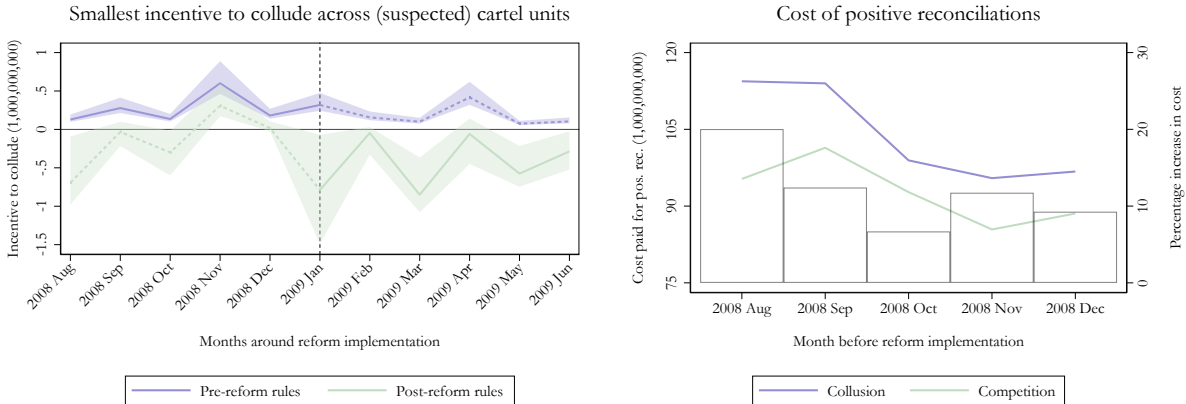 Smallest incentive to collude across (suspected) cartel units
Incentive to collude (1,000,000,000)
1
.5
0
-.5
-1
-1.5
2008 Aug
2008 Sep
2008 Oct
2008 Nov
2008 Dec
2009 Jan
2009 Feb
2009 Mar
2009 Apr
2009 May
2009 Jun
Months around reform implementation
Pre-reform rules
Post-reform rules
Cost of positive reconciliations
Cost paid for pos. rec. (1,000,000,000)
120
105
90
75
30
20
10
0
Percentage increase in cost
2008 Aug
2008 Sep
2008 Oct
2008 Nov
2008 Dec
Month before reform implementation
Collusion
Competition